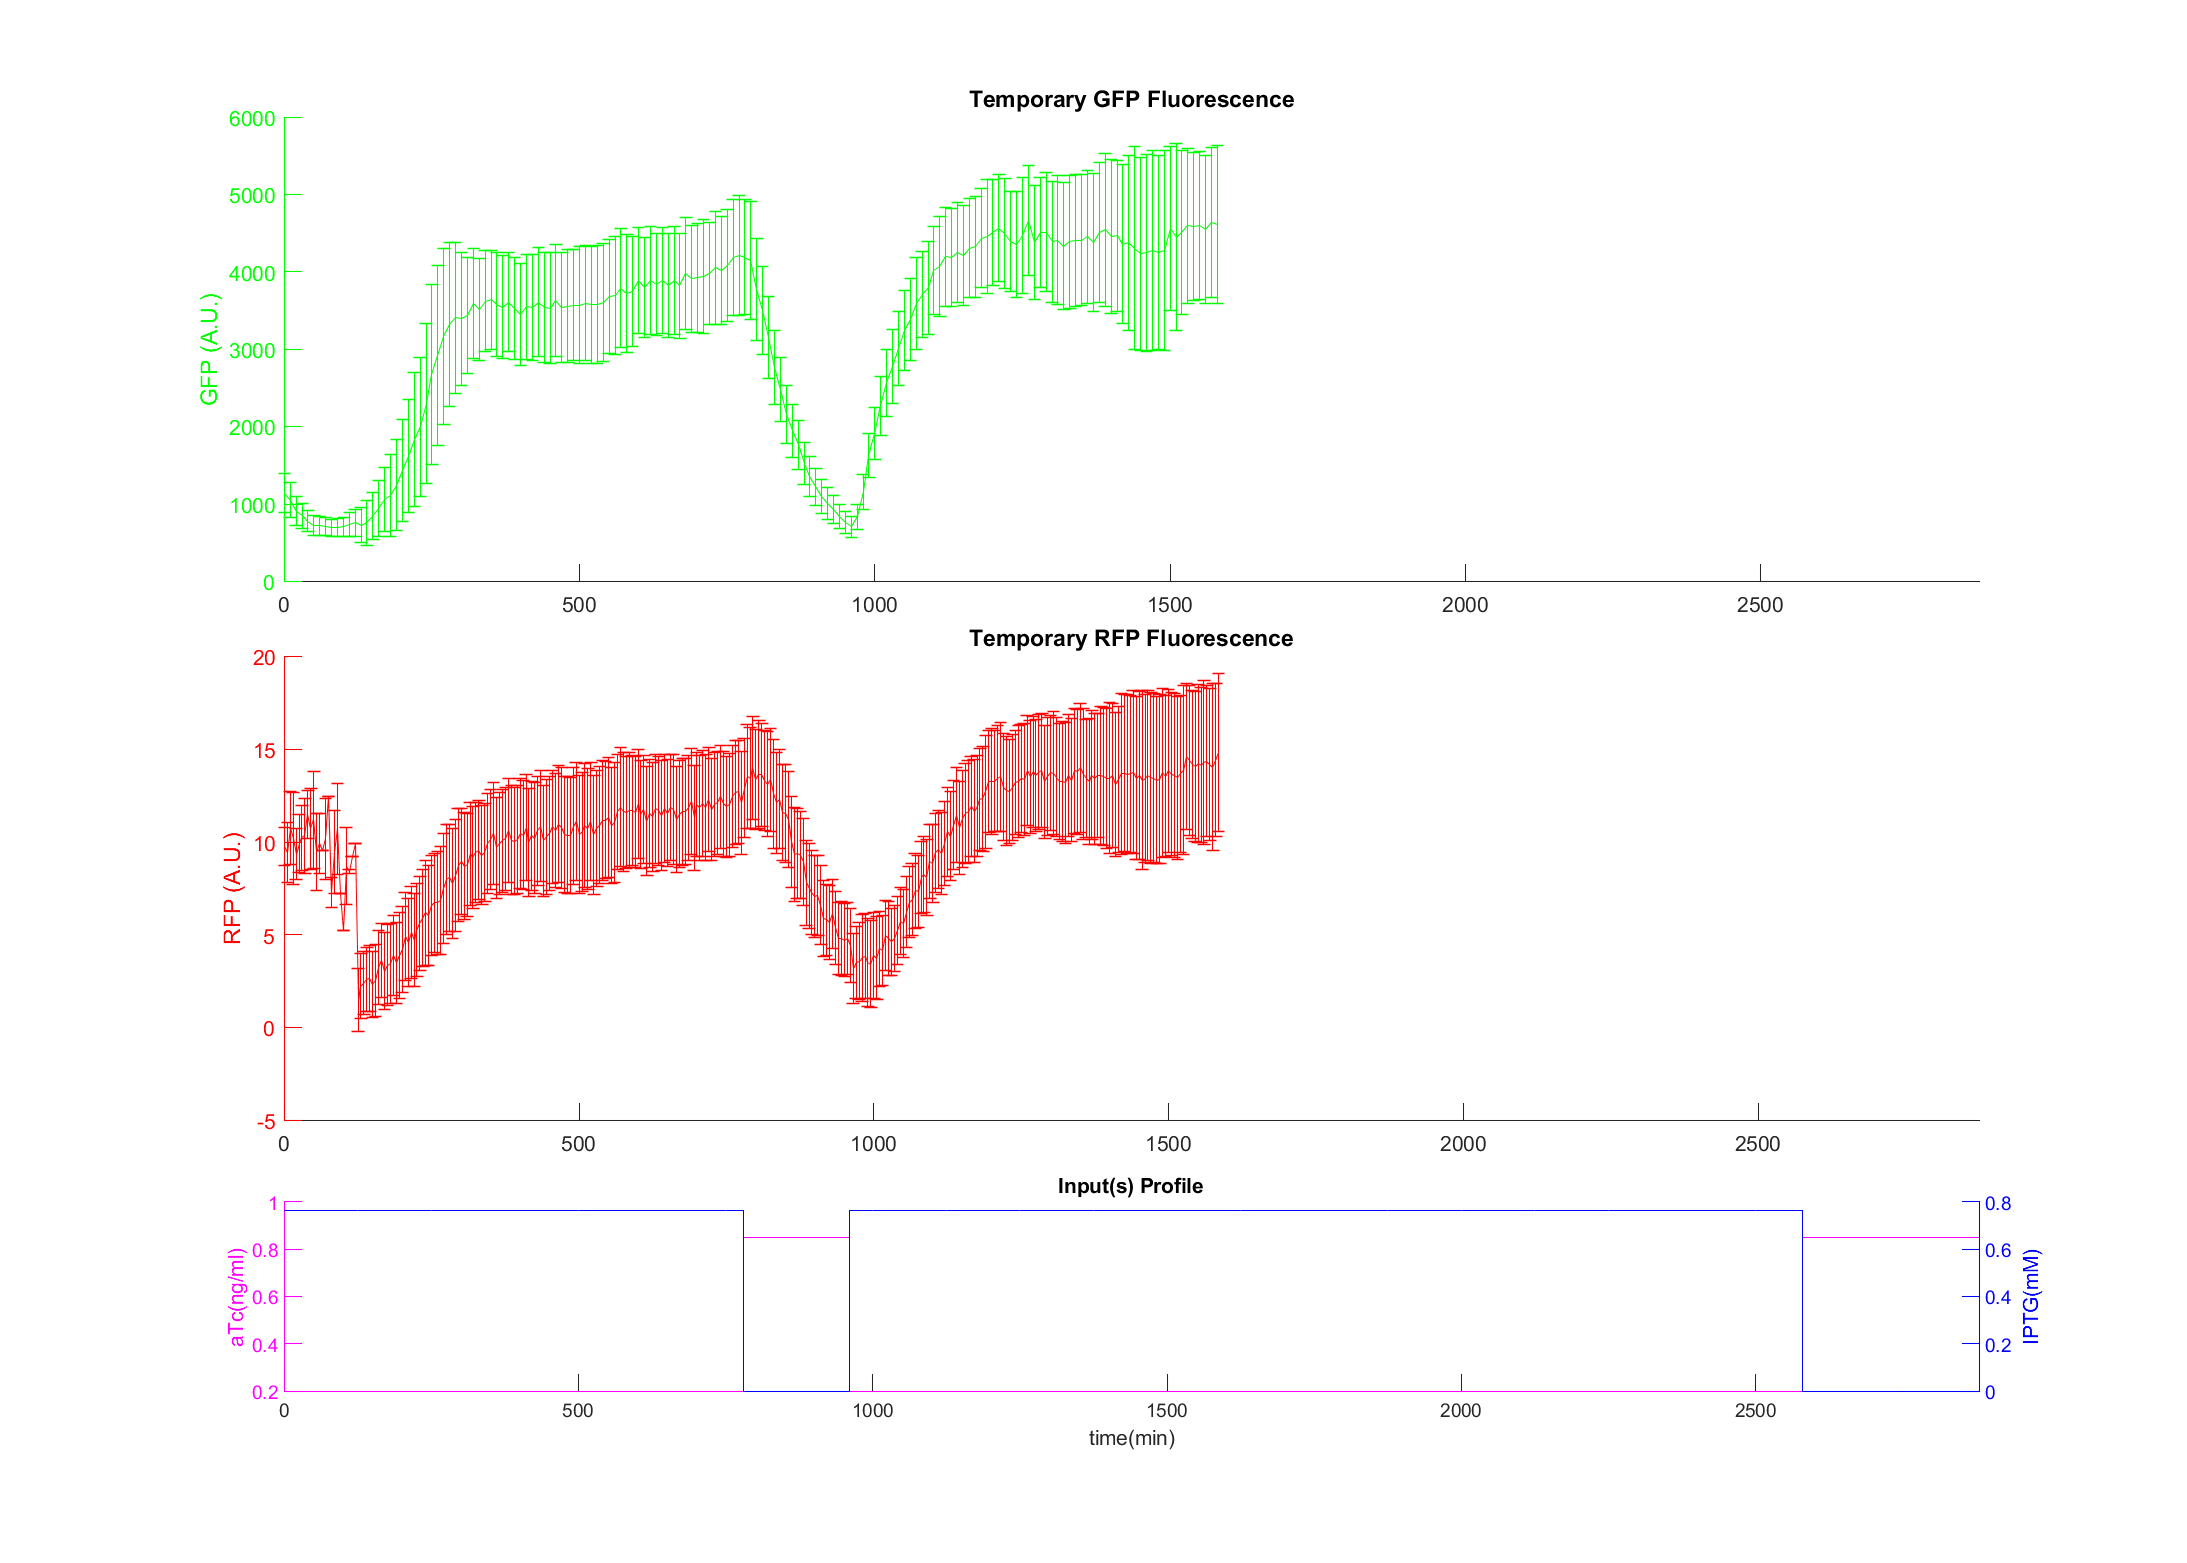 Temporary GFP Fluorescence
GFP (A.U.)
6000
5000
4000
3000
2000
1000
0
0 500 1000 1500 2000 2500
Temporary RFP Fluorescence
RFP (A.U.)
20
15
10
5
0
-5
0 500 1000 1500 2000 2500
Input(s) Profile
aTc(ng/ml)
1
0.8
0.6
0.4
0.2
IPTG(mM)
0.8
0.6
0.4
0.2
0
0 500 1000 1500 2000 2500
time(min)